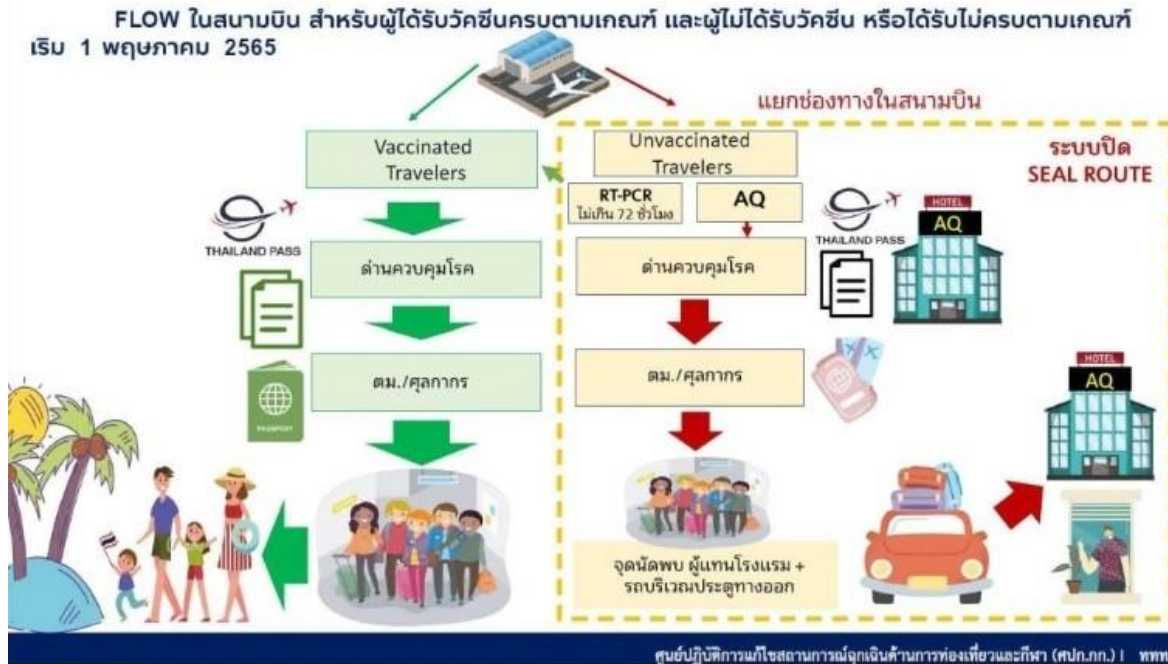 FLOW ในสนามบิน สำหรับผู้ได้รับวัคซีนครบตามเกณฑ์ และผู้ไม่ได้รับวัคซีน หรือได้รับไม่ครบตามเกณฑ์
เริ่ม 1 พฤษภาคม 2565
แยกช่องทางในสนามบิน
Vaccinated
Travelers
Unvaccinated
Travelers
ระบบปิด
SEAL ROUTE
RT-PCR
ไม่เกิน 72 ชั่วโมง
AQ
THAILAND PASS
ด่านควบคุมโรค
ด่านควบคุมโรค
THAILAND PASS
HOTEL
AQ
ตม./ศุลกากร
ตม./ศุลกากร
PASSPORT
HOTEL
AQ
จุดนัดพบ ผู้แทนโรงแรม +
รถบริเวณประตูทางออก
ศูนย์ปฏิบัติการแก้ไขสถานการณ์ฉุกเฉินด้านการท่องเที่ยวและกีฬา (ศปก.กก.) |